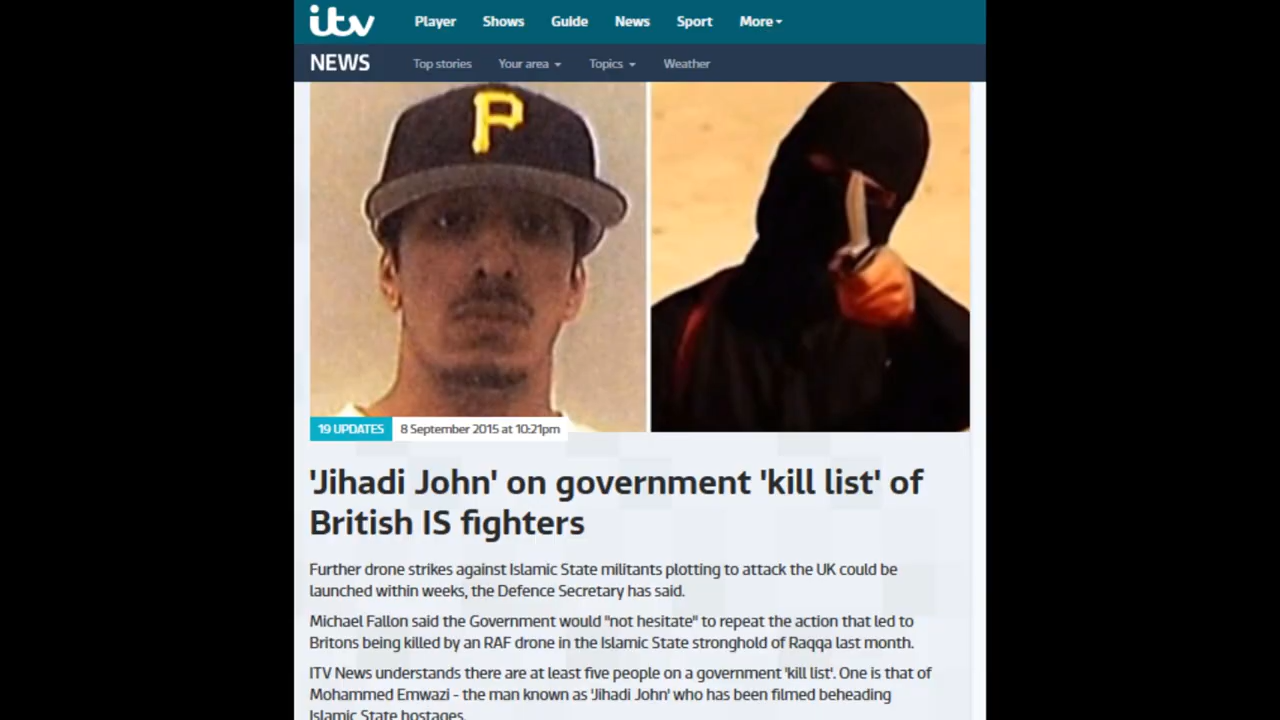 itv Player Shows Guide News Sport More
NEWS Top stories Your area Topics Weather
P
19 UPDATES 8 September 2015 at 10:21pm
'Jihadi John' on government 'kill list' of
British IS fighters
Further drone strikes against Islamic State militants plotting to attack the UK could be
launched within weeks, the Defence Secretary has said.
Michael Fallon said the Government would "not hesitate" to repeat the action that led to
Britons being killed by an RAF drone in the Islamic State stronghold of Raqqa last month.
ITV News understands there are at least five people on a government 'kill list'. One is that of
Mohammed Emwazi - the man known as 'Jihadi John' who has been filmed beheading
Islamic State hostages.